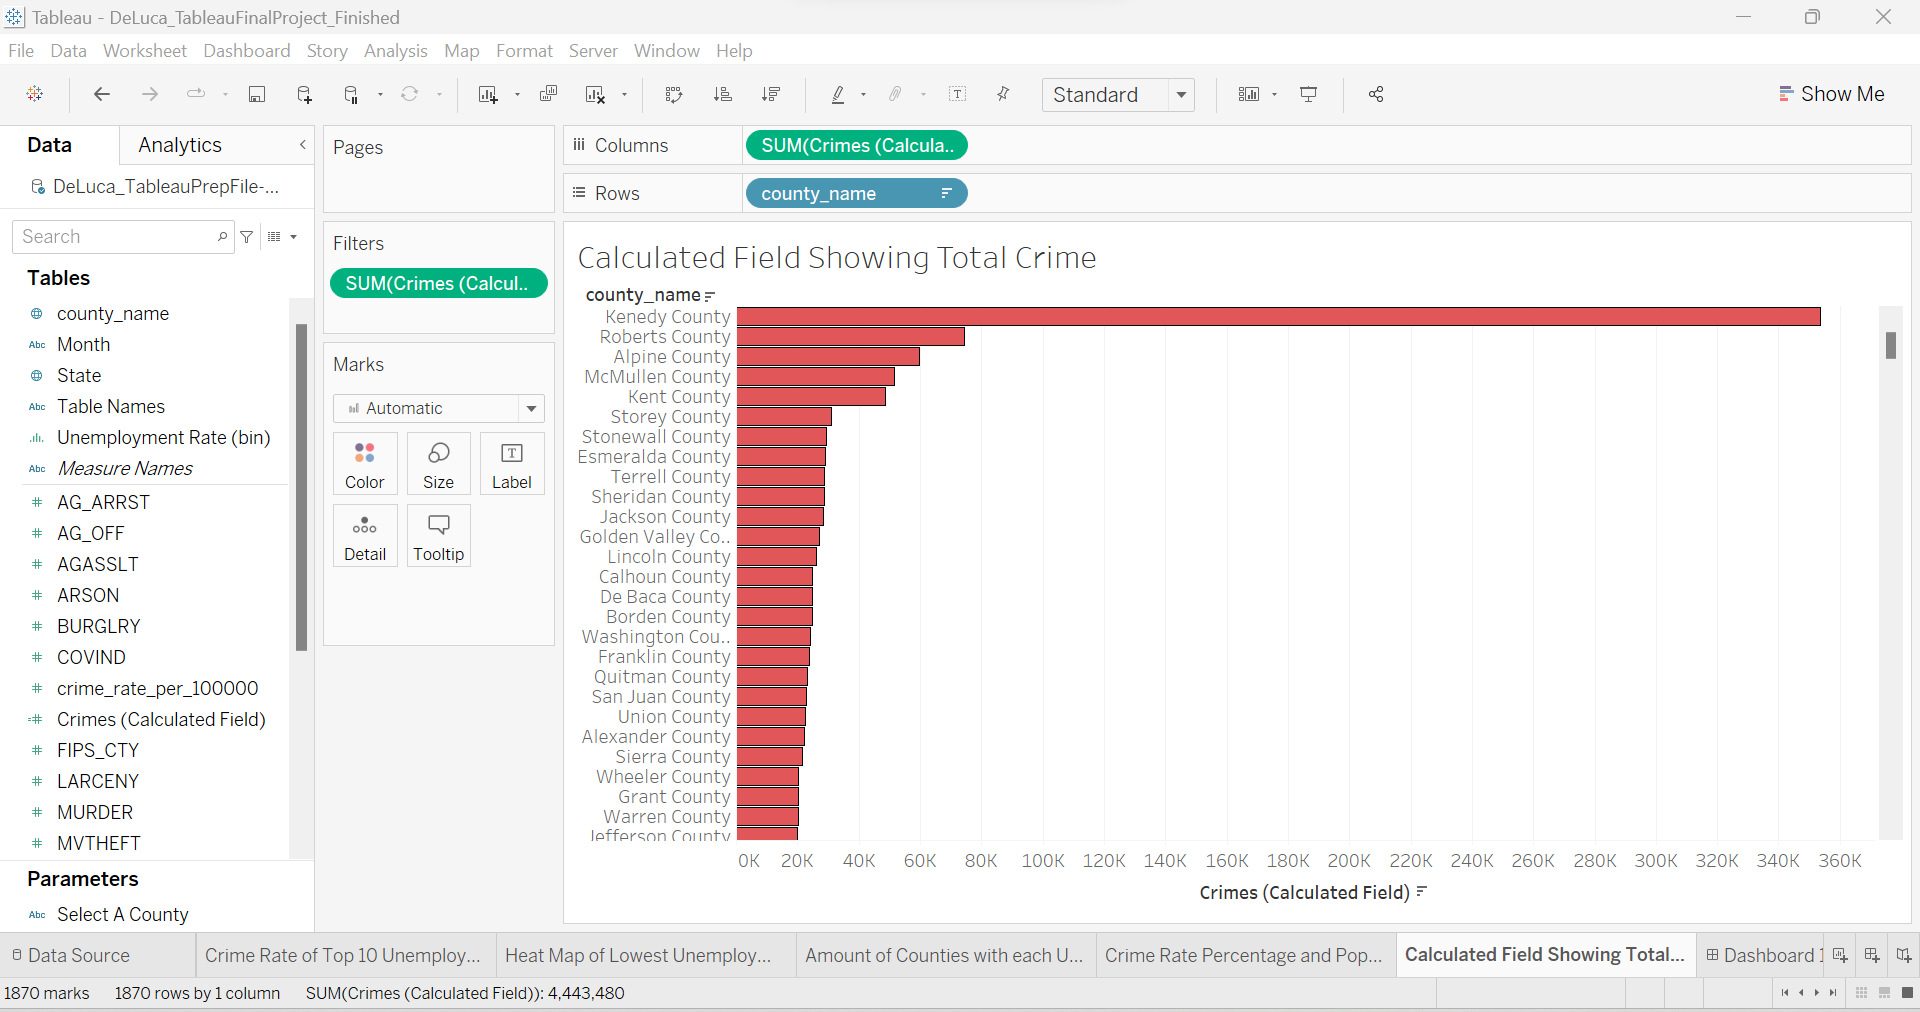 Tableau - DeLuca_TableauFinalProject_Finished
File Data Worksheet Dashboard Story Analysis Map Format Server Window Help
Standard
Show Me
Data
Analytics
DeLuca_TableauPrepFile-...
Search
Tables
county_name
Abc Month
State
Abc Table Names
Unemployment Rate (bin)
Abc Measure Names
# AG_ARRST
# AG_OFF
# AGASSLT
# ARSON
# BURGLRY
# COVIND
# crime_rate_per_100000
=# Crimes (Calculated Field)
# FIPS_CTY
# LARCENY
# MURDER
# MVTHEFT
Parameters
Abc Select A County
Pages
Filters
SUM(Crimes (Calcul..
Marks
Automatic
Color
Size
T
Label
Detail
Tooltip
Columns
SUM(Crimes (Calcula..
Rows
county_name
Calculated Field Showing Total Crime
county_name
Kenedy County
Roberts County
Alpine County
McMullen County
Kent County
Storey County
Stonewall County
Esmeralda County
Terrell County
Sheridan County
Jackson County
Golden Valley Co..
Lincoln County
Calhoun County
De Baca County
Borden County
Washington Cou..
Franklin County
Quitman County
San Juan County
Union County
Alexander County
Sierra County
Wheeler County
Grant County
Warren County
Jefferson County
0K 20K 40K 60K 80K 100K 120K 140K 160K 180K 200K 220K 240K 260K 280K 300K 320K 340K 360K
Crimes (Calculated Field)
Data Source
Crime Rate of Top 10 Unemploy...
Heat Map of Lowest Unemploy...
Amount of Counties with each U...
Crime Rate Percentage and Pop...
Calculated Field Showing Total...
Dashboard 1
1870 marks 1870 rows by 1 column SUM(Crimes (Calculated Field)): 4,443,480